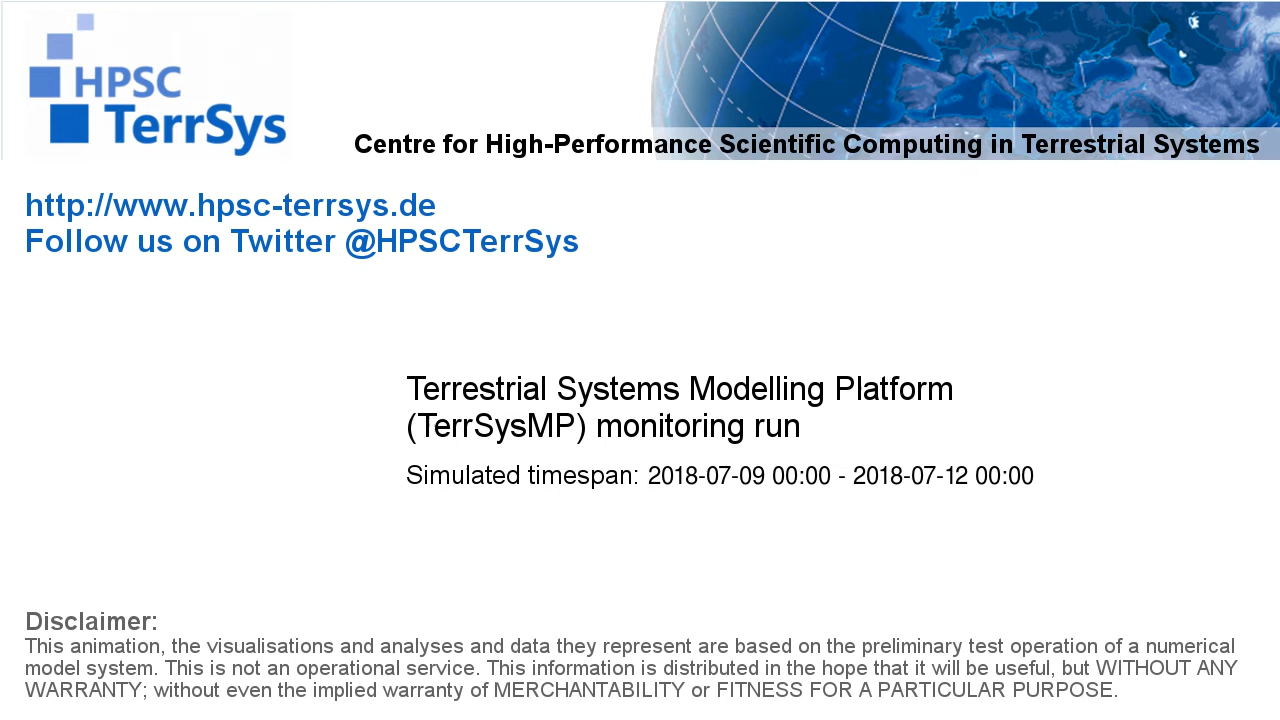 HPSC
TerrSys
Centre for High-Performance Scientific Computing in Terrestrial Systems
http://www.hpsc-terrsys.de
Follow us on Twitter @HPSCTerrSys
Terrestrial Systems Modelling Platform
(TerrSysMP) monitoring run
Simulated timespan: 2018-07-09 00:00 - 2018-07-12 00:00
Disclaimer:
This animation, the visualisations and analyses and data they represent are based on the preliminary test operation of a numerical
model system. This is not an operational service. This information is distributed in the hope that it will be useful, but WITHOUT ANY
WARRANTY; without even the implied warranty of MERCHANTABILITY or FITNESS FOR A PARTICULAR PURPOSE.